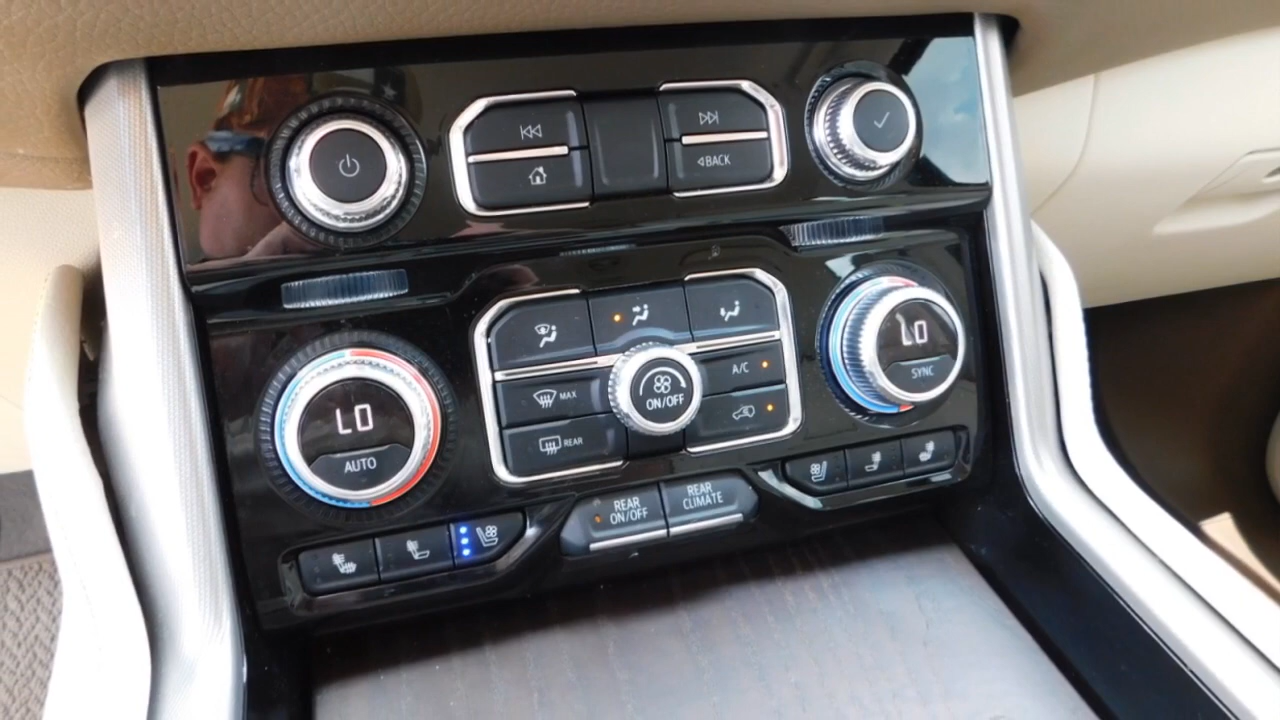 BACK
LO
AUTO
MAX
REAR
ON/OFF
A/C
LO
SYNC
REAR
ON/OFF
REAR
CLIMATE